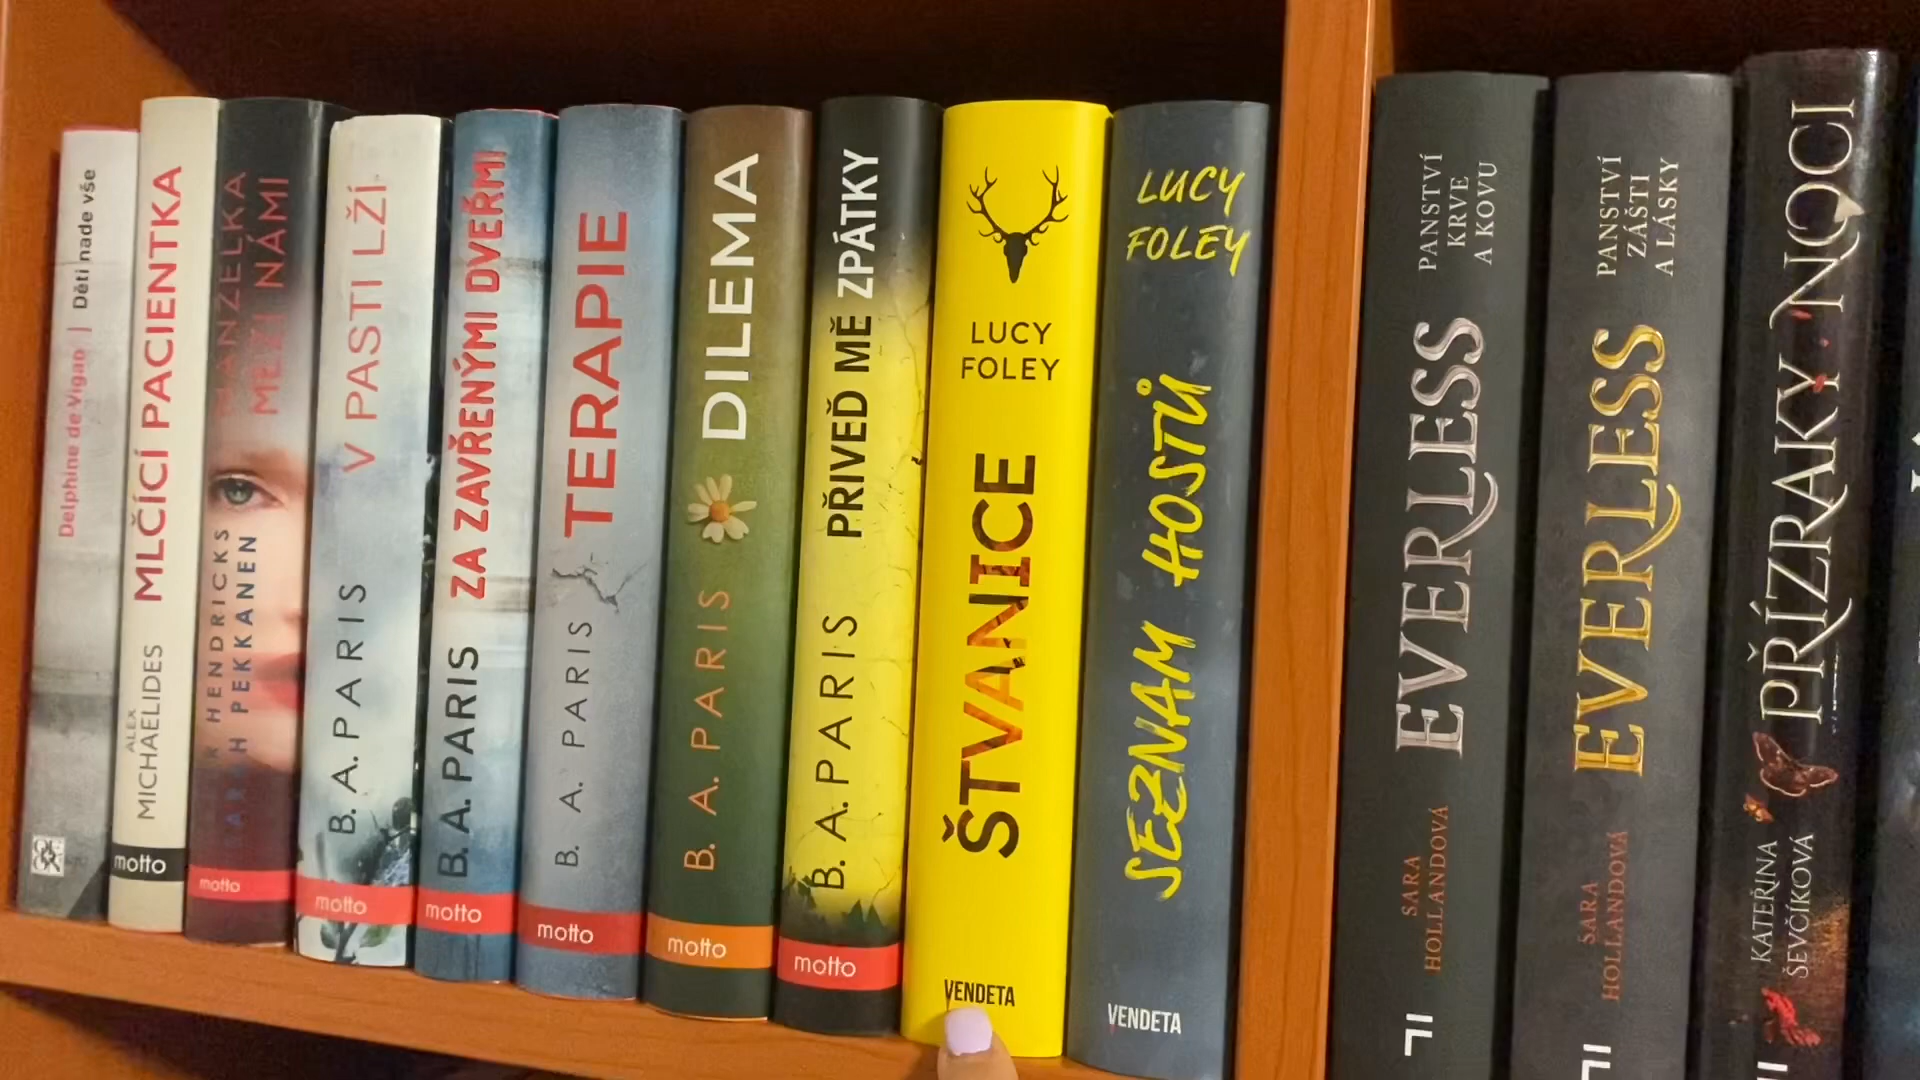 Delphine de Vigan | Děti nade vše
ALEX
MICHAELIDES
MLČÍCÍ PACIENTKA
motto
MANŽELKA
MEZI NÁMI
HENDRICKS
SARAH PEKKANEN
motto
B. A. PARIS
V PASTI LŽÍ
motto
B. A. PARIS
ZA ZAVŘENÝMI DVEŘMI
motto
B. A. PARIS
TERAPIE
motto
B. A. PARIS
DILEMA
motto
B. A. PARIS
PŘIVEĎ MĚ ZPÁTKY
motto
LUCY
FOLEY
ŠTVANICE
VENDETA
LUCY
FOLEY
SEZNAM HOSTŮ
VENDETA
PANSTVÍ
KRVE
A KOVU
EVERLESS
SARA
HOLLANDOVÁ
PANSTVÍ
ZÁŠTI
A LÁSKY
EVERLESS
SARA
HOLLANDOVÁ
PŘÍZRAKY NOCI
KATEŘINA
ŠEVČÍKOVÁ